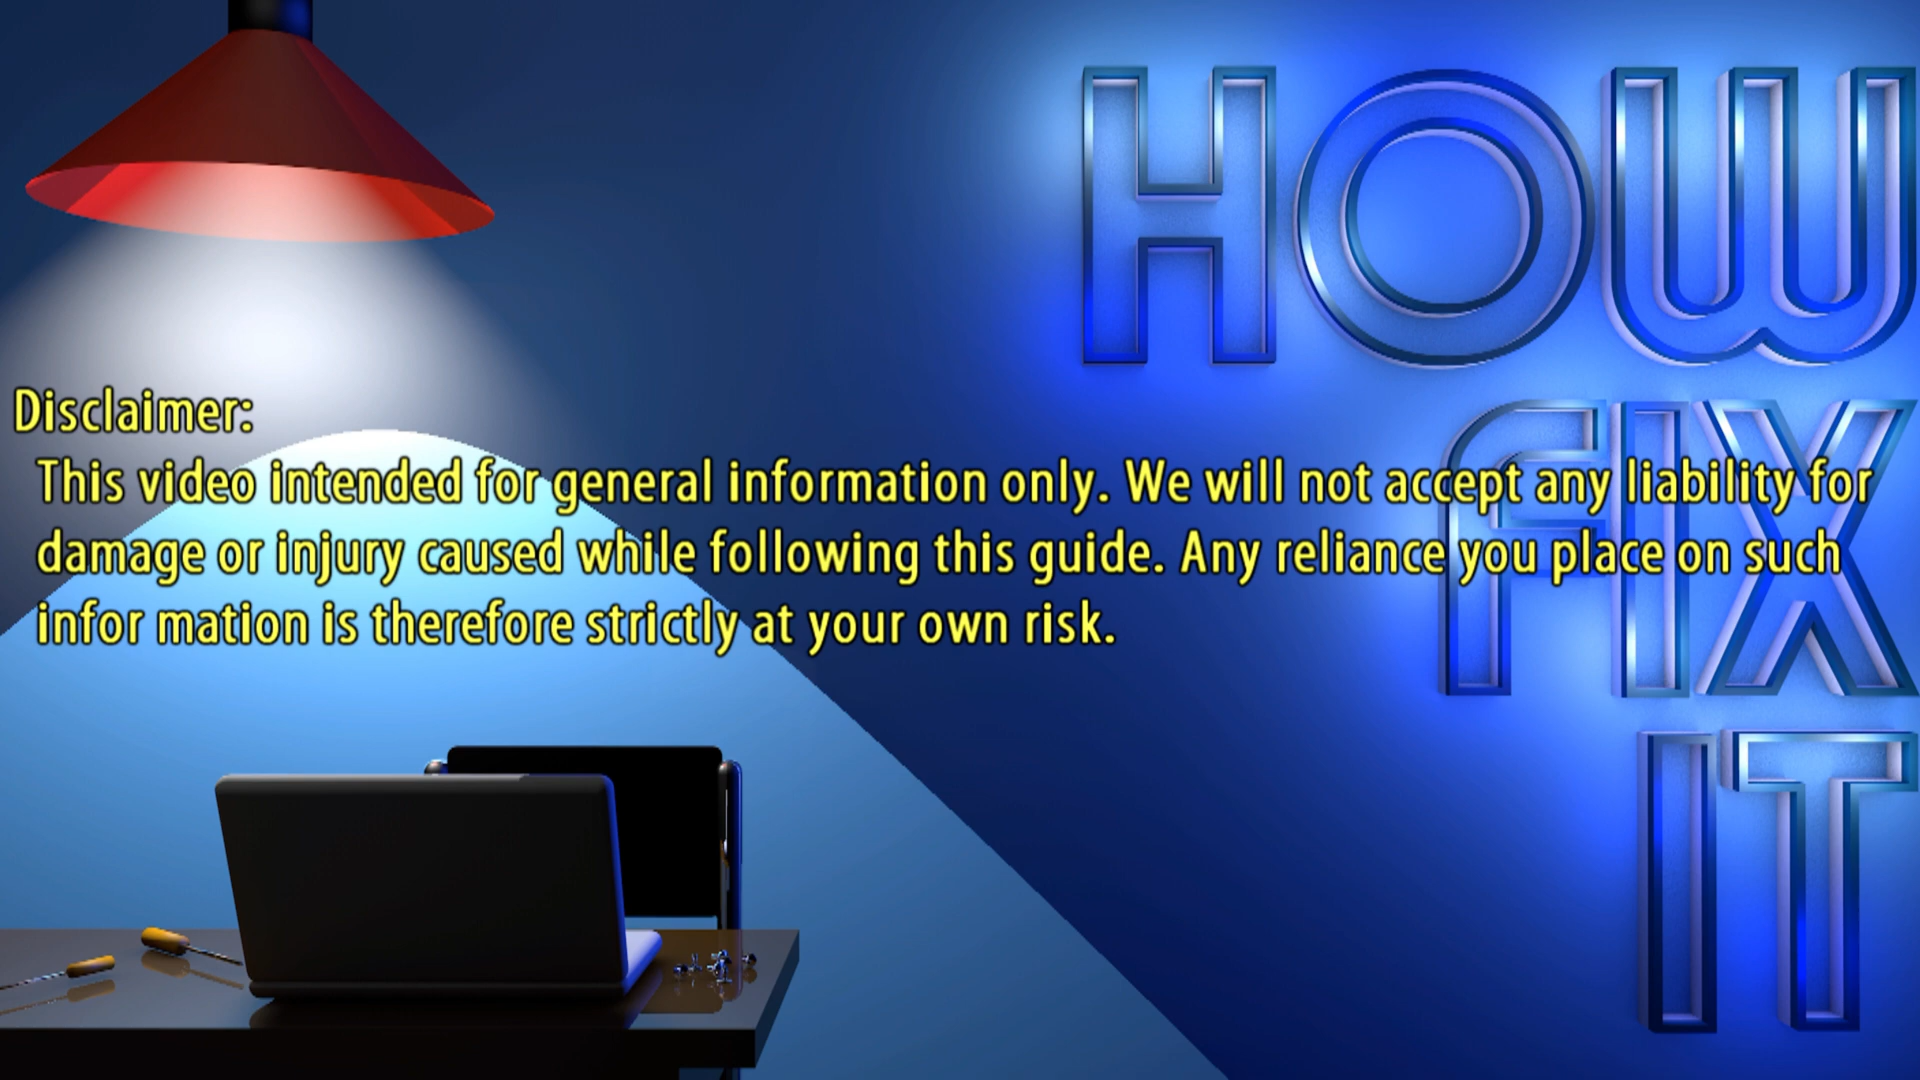 HOW
FIX
IT
Disclaimer:
This video intended for general information only. We will not accept any liability for
damage or injury caused while following this guide. Any reliance you place on such
infor mation is therefore strictly at your own risk.